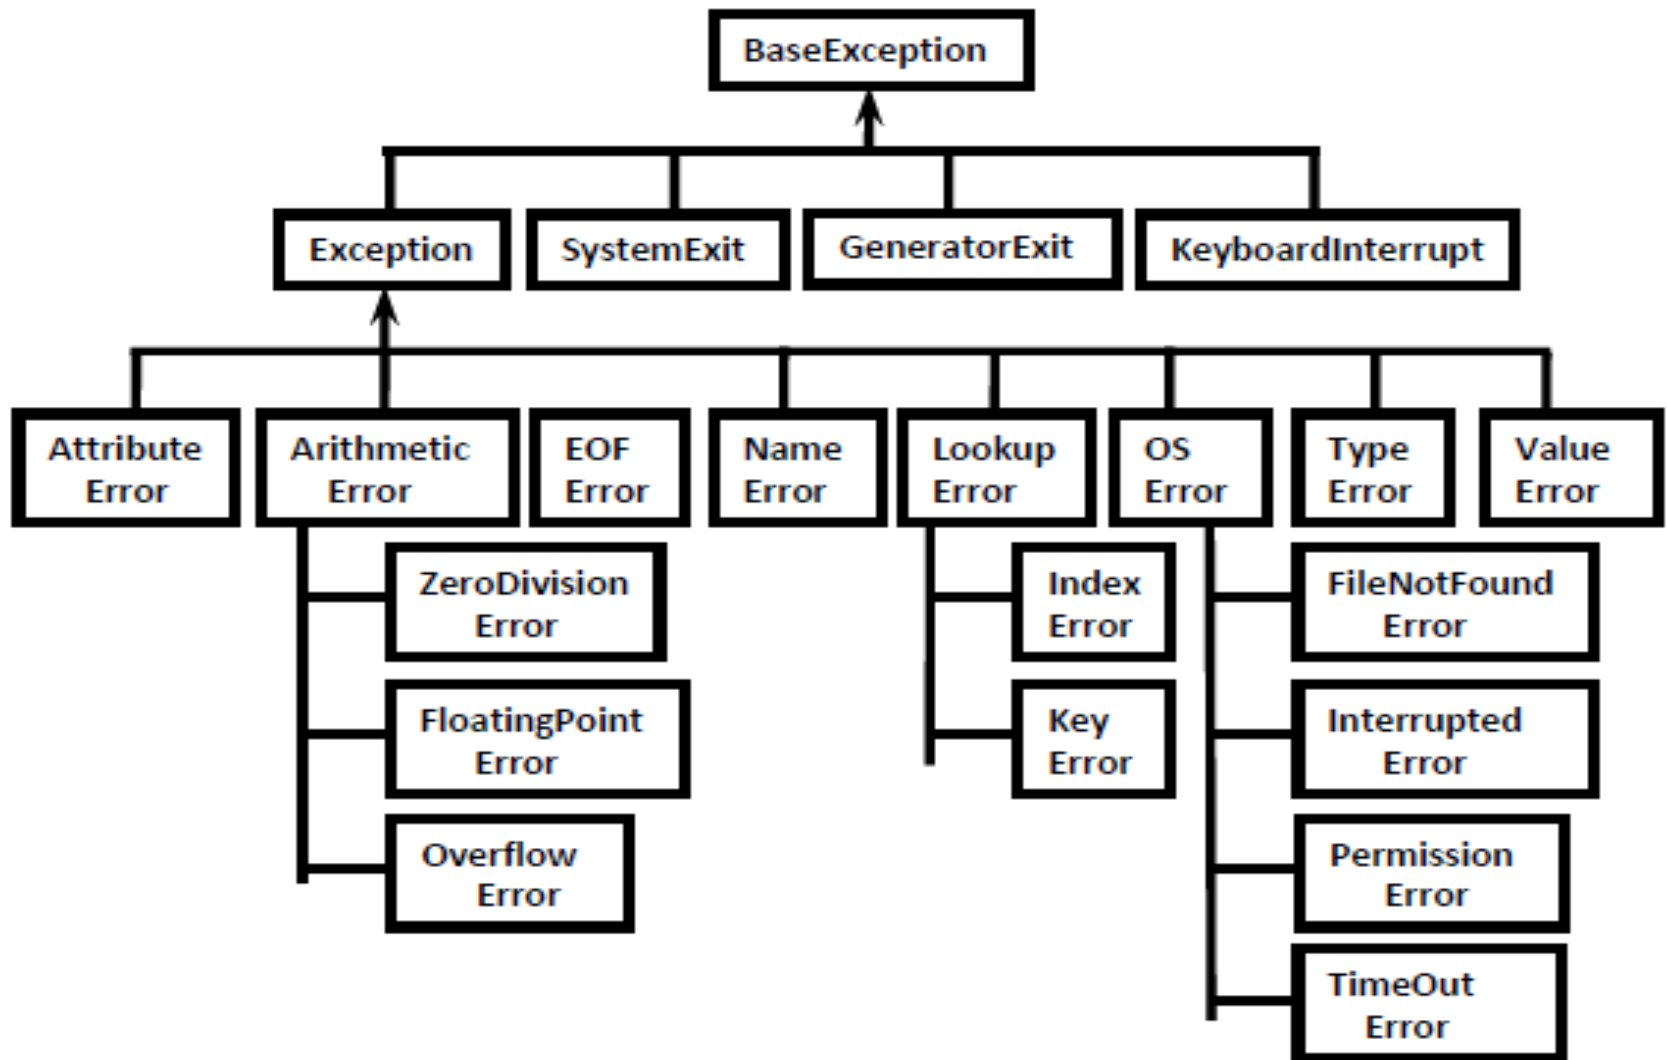 BaseException
Exception
SystemExit
GeneratorExit
KeyboardInterrupt
Attribute
Error
Arithmetic
Error
EOF
Error
Name
Error
Lookup
Error
OS
Error
Type
Error
Value
Error
ZeroDivision
Error
FloatingPoint
Error
Overflow
Error
Index
Error
Key
Error
FileNotFound
Error
Interrupted
Error
Permission
Error
TimeOut
Error